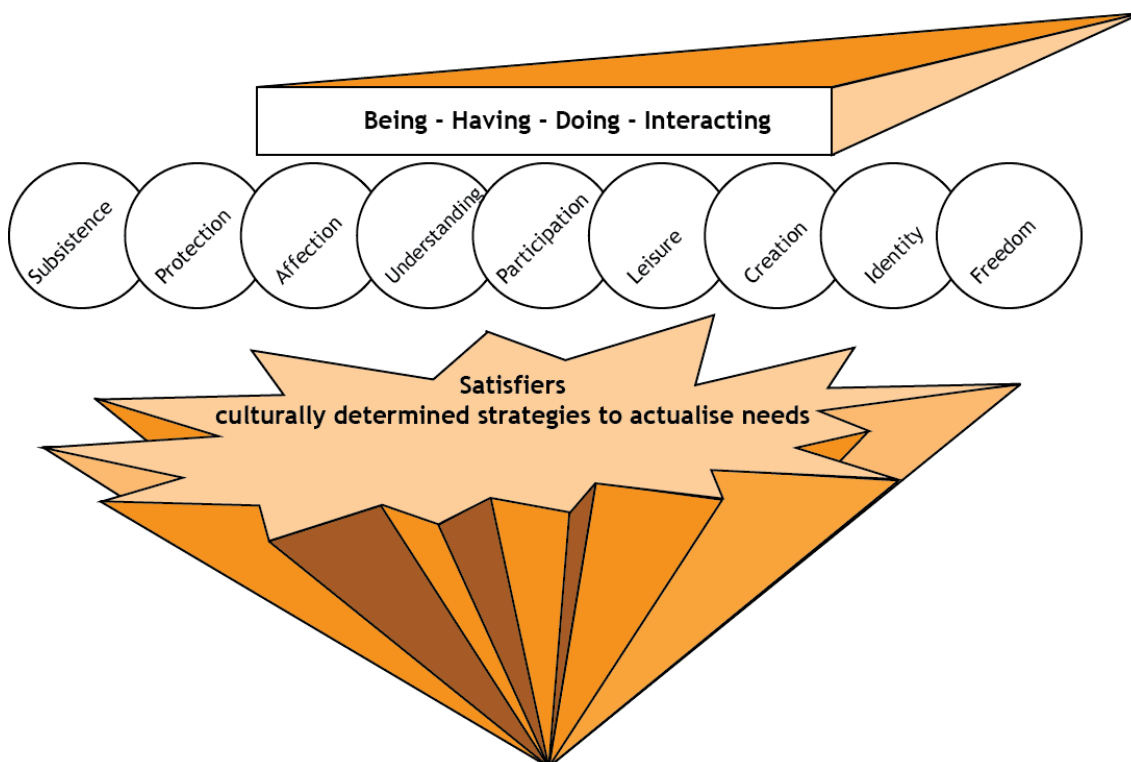 Being - Having - Doing - Interacting
Subsistence
Protection
Affection
Understanding
Participation
Leisure
Creation
Identity
Freedom
Satisfiers
culturally determined strategies to actualise needs